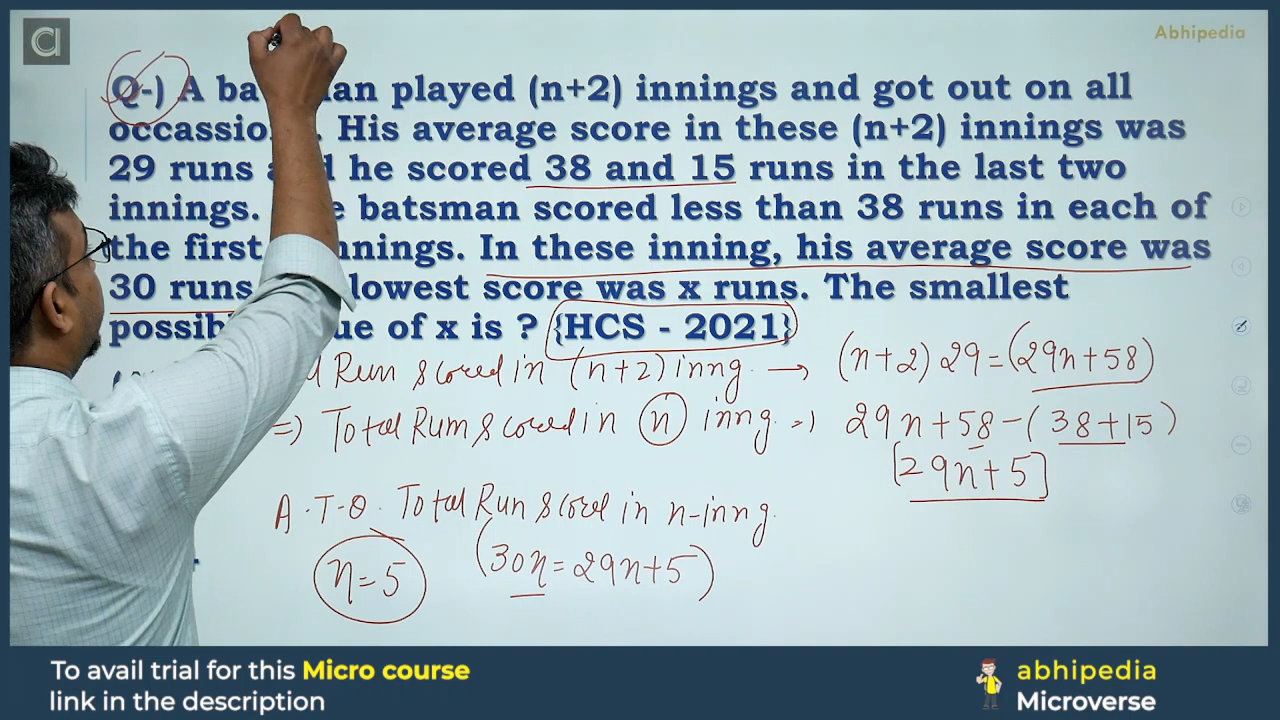 Abhipedia
Q-) A ba an played (n+2) innings and got out on all
occassio . His average score in these (n+2) innings was
29 runs a d he scored 38 and 15 runs in the last two
innings. e batsman scored less than 38 runs in each of
the first nnings. In these inning, his average score was
30 runs lowest score was x runs. The smallest
possib ue of x is ? {HCS - 2021}
Run scored in (n+2) inng. → (n+2) 29 = (29n+58)
=) Total Run scored in (n) inng. =) 29n+58-(38+15)
[29n+5]
A.T-Q. Total Run scored in n-inng.
n=5 (30n = 29n+5)
To avail trial for this Micro course
link in the description
abhipedia
Microverse